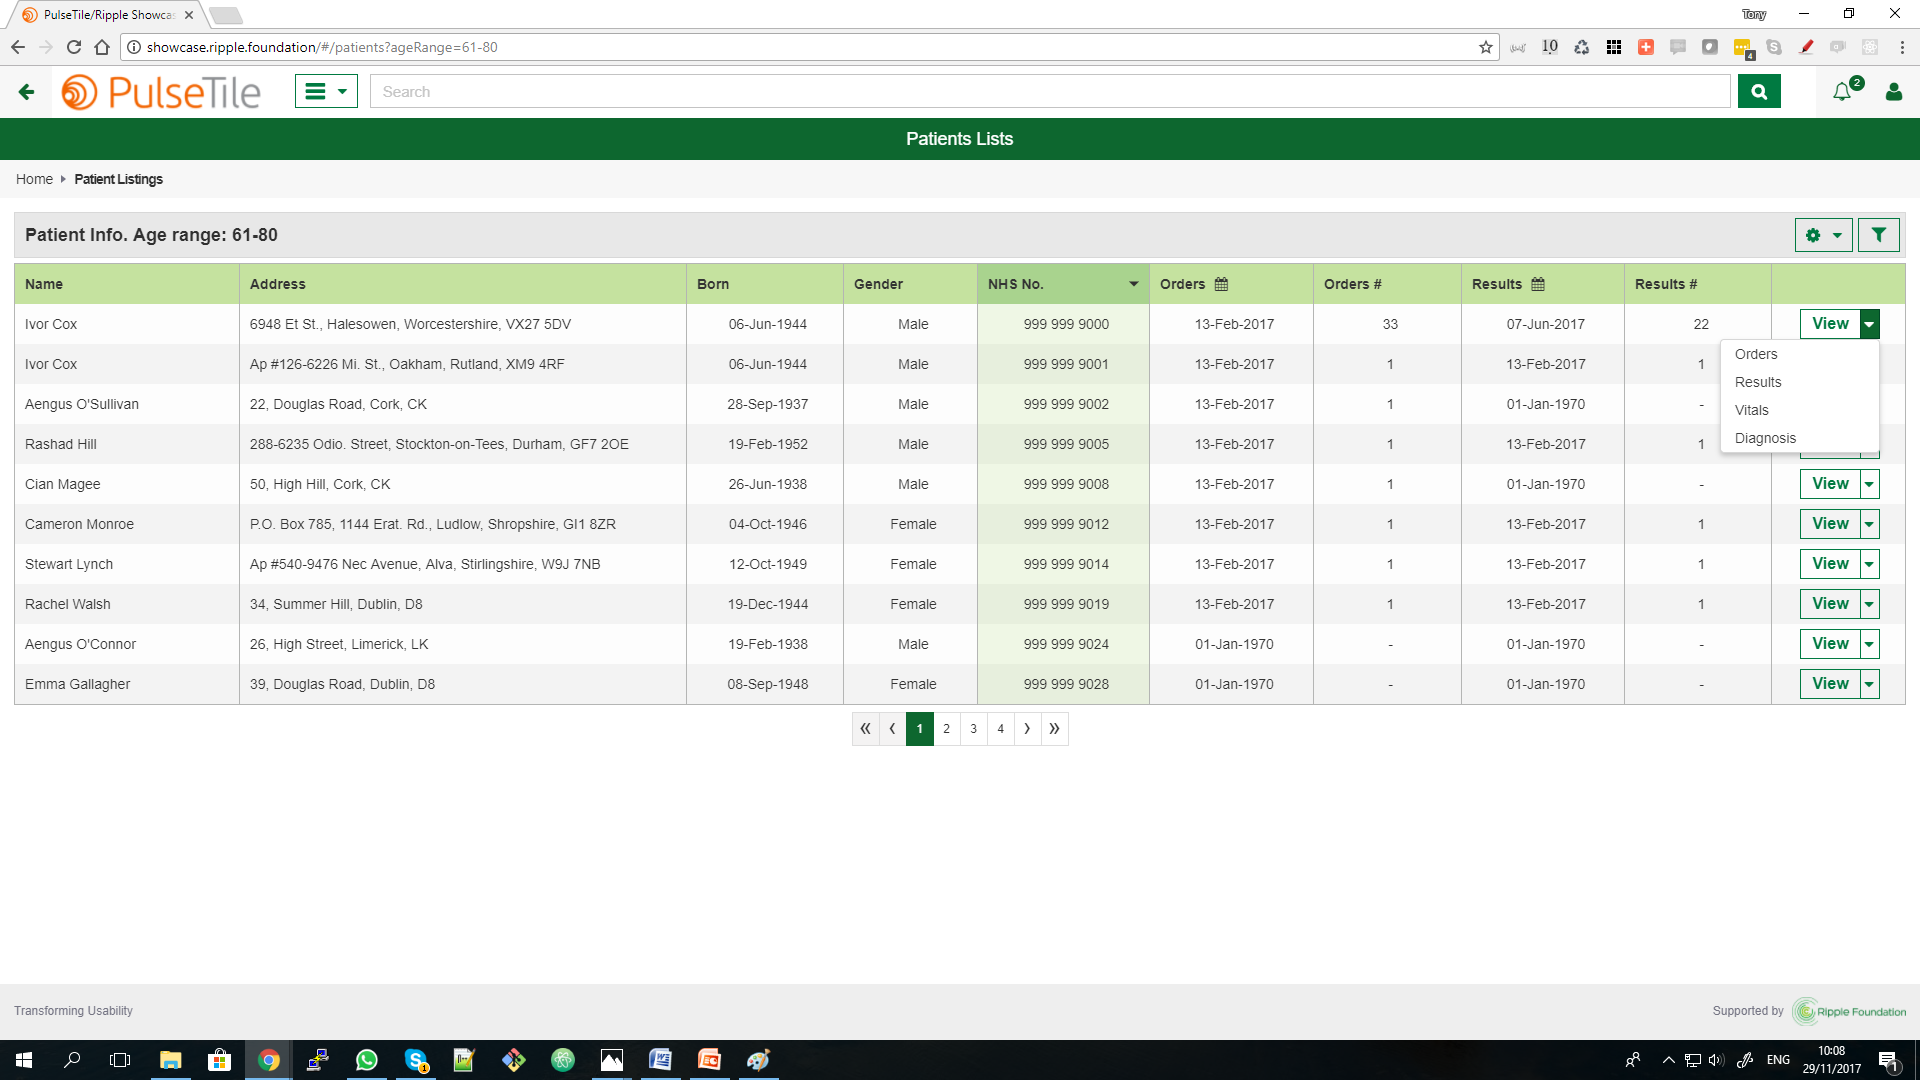 PulseTile/Ripple Showcas
Tony
showcase.ripple.foundation/#/patients?ageRange=61-80
10
4
PulseTile
Search
2
Patients Lists
Home Patient Listings
Patient Info. Age range: 61-80
Name Address Born Gender NHS No. Orders Orders # Results Results #
Ivor Cox 6948 Et St., Halesowen, Worcestershire, VX27 5DV 06-Jun-1944 Male 999 999 9000 13-Feb-2017 33 07-Jun-2017 22 View
Orders
Ivor Cox Ap #126-6226 Mi. St., Oakham, Rutland, XM9 4RF 06-Jun-1944 Male 999 999 9001 13-Feb-2017 1 13-Feb-2017 1
Results
Aengus O'Sullivan 22, Douglas Road, Cork, CK 28-Sep-1937 Male 999 999 9002 13-Feb-2017 1 01-Jan-1970 -
Vitals
Rashad Hill 288-6235 Odio. Street, Stockton-on-Tees, Durham, GF7 2OE 19-Feb-1952 Male 999 999 9005 13-Feb-2017 1 13-Feb-2017 1
Diagnosis
Cian Magee 50, High Hill, Cork, CK 26-Jun-1938 Male 999 999 9008 13-Feb-2017 1 01-Jan-1970 - View
Cameron Monroe P.O. Box 785, 1144 Erat. Rd., Ludlow, Shropshire, GI1 8ZR 04-Oct-1946 Female 999 999 9012 13-Feb-2017 1 13-Feb-2017 1 View
Stewart Lynch Ap #540-9476 Nec Avenue, Alva, Stirlingshire, W9J 7NB 12-Oct-1949 Female 999 999 9014 13-Feb-2017 1 13-Feb-2017 1 View
Rachel Walsh 34, Summer Hill, Dublin, D8 19-Dec-1944 Female 999 999 9019 13-Feb-2017 1 13-Feb-2017 1 View
Aengus O'Connor 26, High Street, Limerick, LK 19-Feb-1938 Male 999 999 9024 01-Jan-1970 - 01-Jan-1970 - View
Emma Gallagher 39, Douglas Road, Dublin, D8 08-Sep-1948 Female 999 999 9028 01-Jan-1970 - 01-Jan-1970 - View
« ‹ 1 2 3 4 › »
Transforming Usability
Supported by Ripple Foundation
ENG
10:08
29/11/2017
1